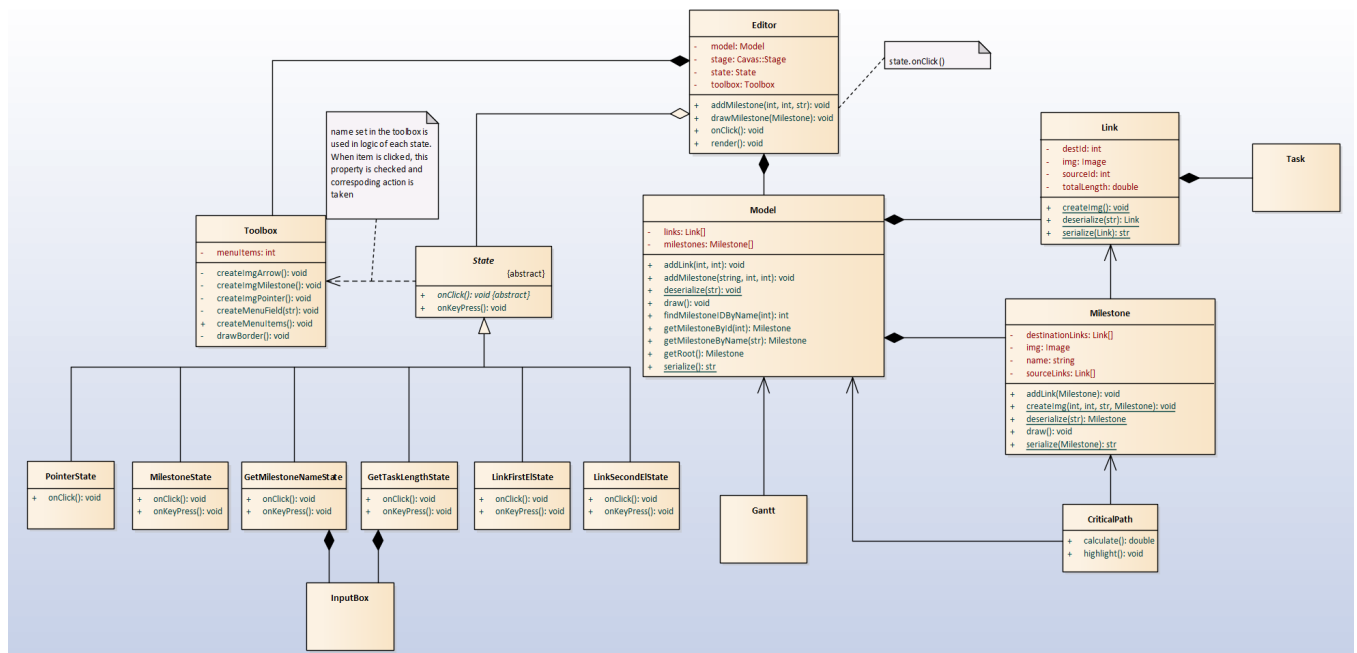 Editor
- model: Model
- stage: Cavas::Stage
- state: State
- toolbox: Toolbox
+ addMilestone(int, int, str): void
+ drawMilestone(Milestone): void
+ onClick(): void
+ render(): void
state.onClick()
name set in the toolbox is
used in logic of each state.
When item is clicked, this
property is checked and
correspoding action is
taken
Toolbox
- menuItems: int
- createImgArrow(): void
- createImgMilestone(): void
- createImgPointer(): void
- createMenuField(str): void
+ createMenuItems(): void
- drawBorder(): void
State
{abstract}
+ onClick(): void {abstract}
+ onKeyPress(): void
Model
- links: Link[]
- milestones: Milestone[]
+ addLink(int, int): void
+ addMilestone(string, int, int): void
+ deserialize(str): void
+ draw(): void
+ findMilestoneIDByName(int): int
+ getMilestoneById(int): Milestone
+ getMilestoneByName(str): Milestone
+ getRoot(): Milestone
+ serialize(): str
Link
- destId: int
- img: Image
- sourceId: int
- totalLength: double
+ createImg(): void
+ deserialize(str): Link
+ serialize(Link): str
Task
Milestone
- destinationLinks: Link[]
- img: Image
- name: string
- sourceLinks: Link[]
+ addLink(Milestone): void
+ createImg(int, int, str, Milestone): void
+ deserialize(str): Milestone
+ draw(): void
+ serialize(Milestone): str
PointerState
+ onClick(): void
MilestoneState
+ onClick(): void
+ onKeyPress(): void
GetMilestoneNameState
+ onClick(): void
+ onKeyPress(): void
GetTaskLengthState
+ onClick(): void
+ onKeyPress(): void
LinkFirstElState
+ onClick(): void
+ onKeyPress(): void
LinkSecondElState
+ onClick(): void
+ onKeyPress(): void
InputBox
Gantt
CriticalPath
+ calculate(): double
+ highlight(): void